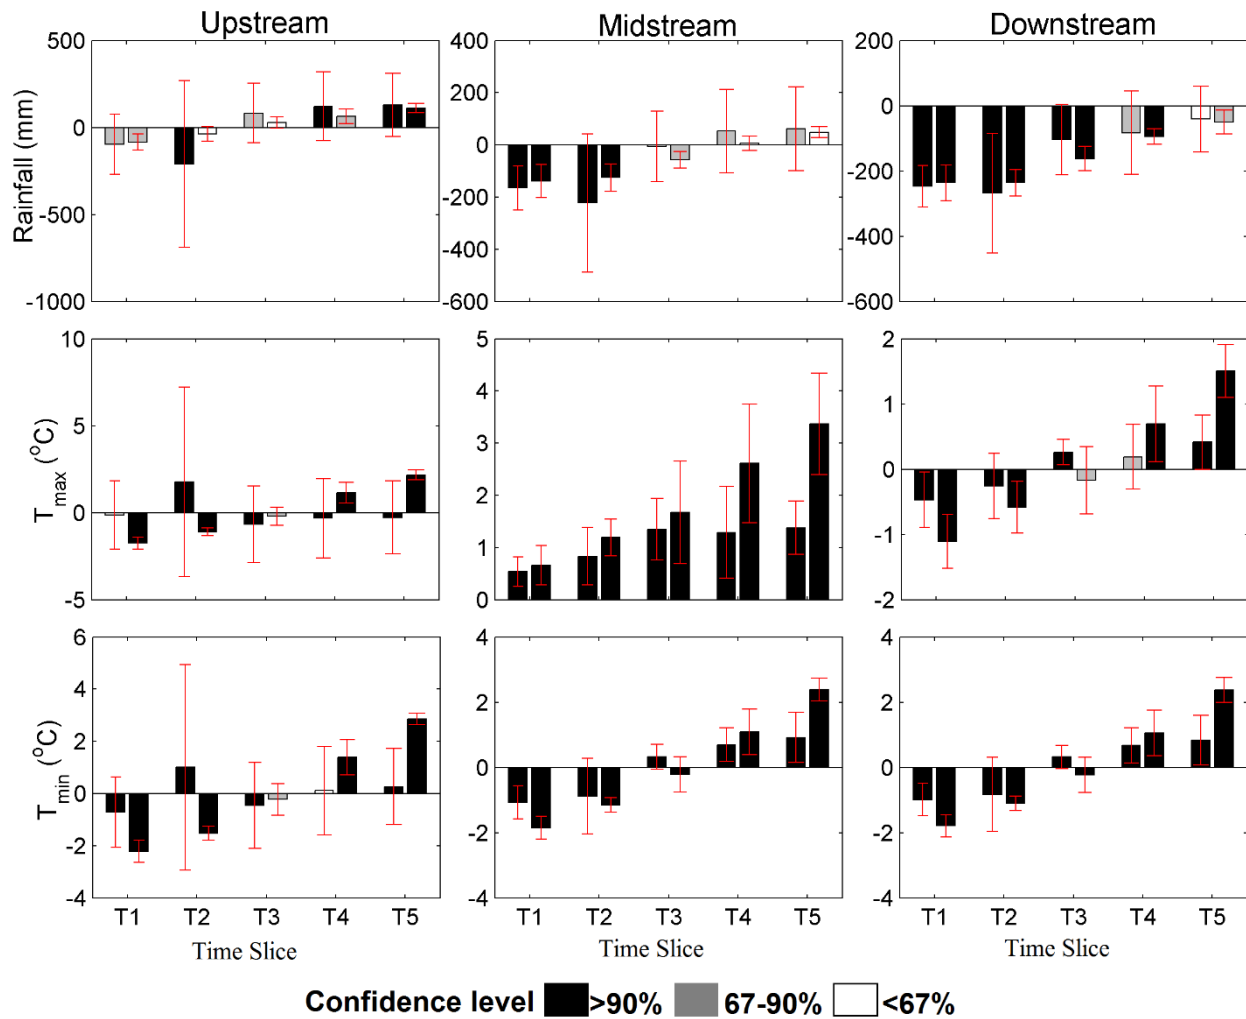 Upstream Midstream Downstream
500 400 200
0 200 0
-500 0 -200
-1000 -200 -400
-400 -600
-600
Rainfall (mm)
10 5 2
5 4 1
0 3 0
-5 2 -1
1 -2
0
Tmax (oC)
6 4 4
4 2 2
2 0 0
0 -2 -2
-2 -4 -4
-4
Tmin (oC)
T1 T2 T3 T4 T5 T1 T2 T3 T4 T5 T1 T2 T3 T4 T5
Time Slice Time Slice Time Slice
Confidence level >90% 67-90% <67%